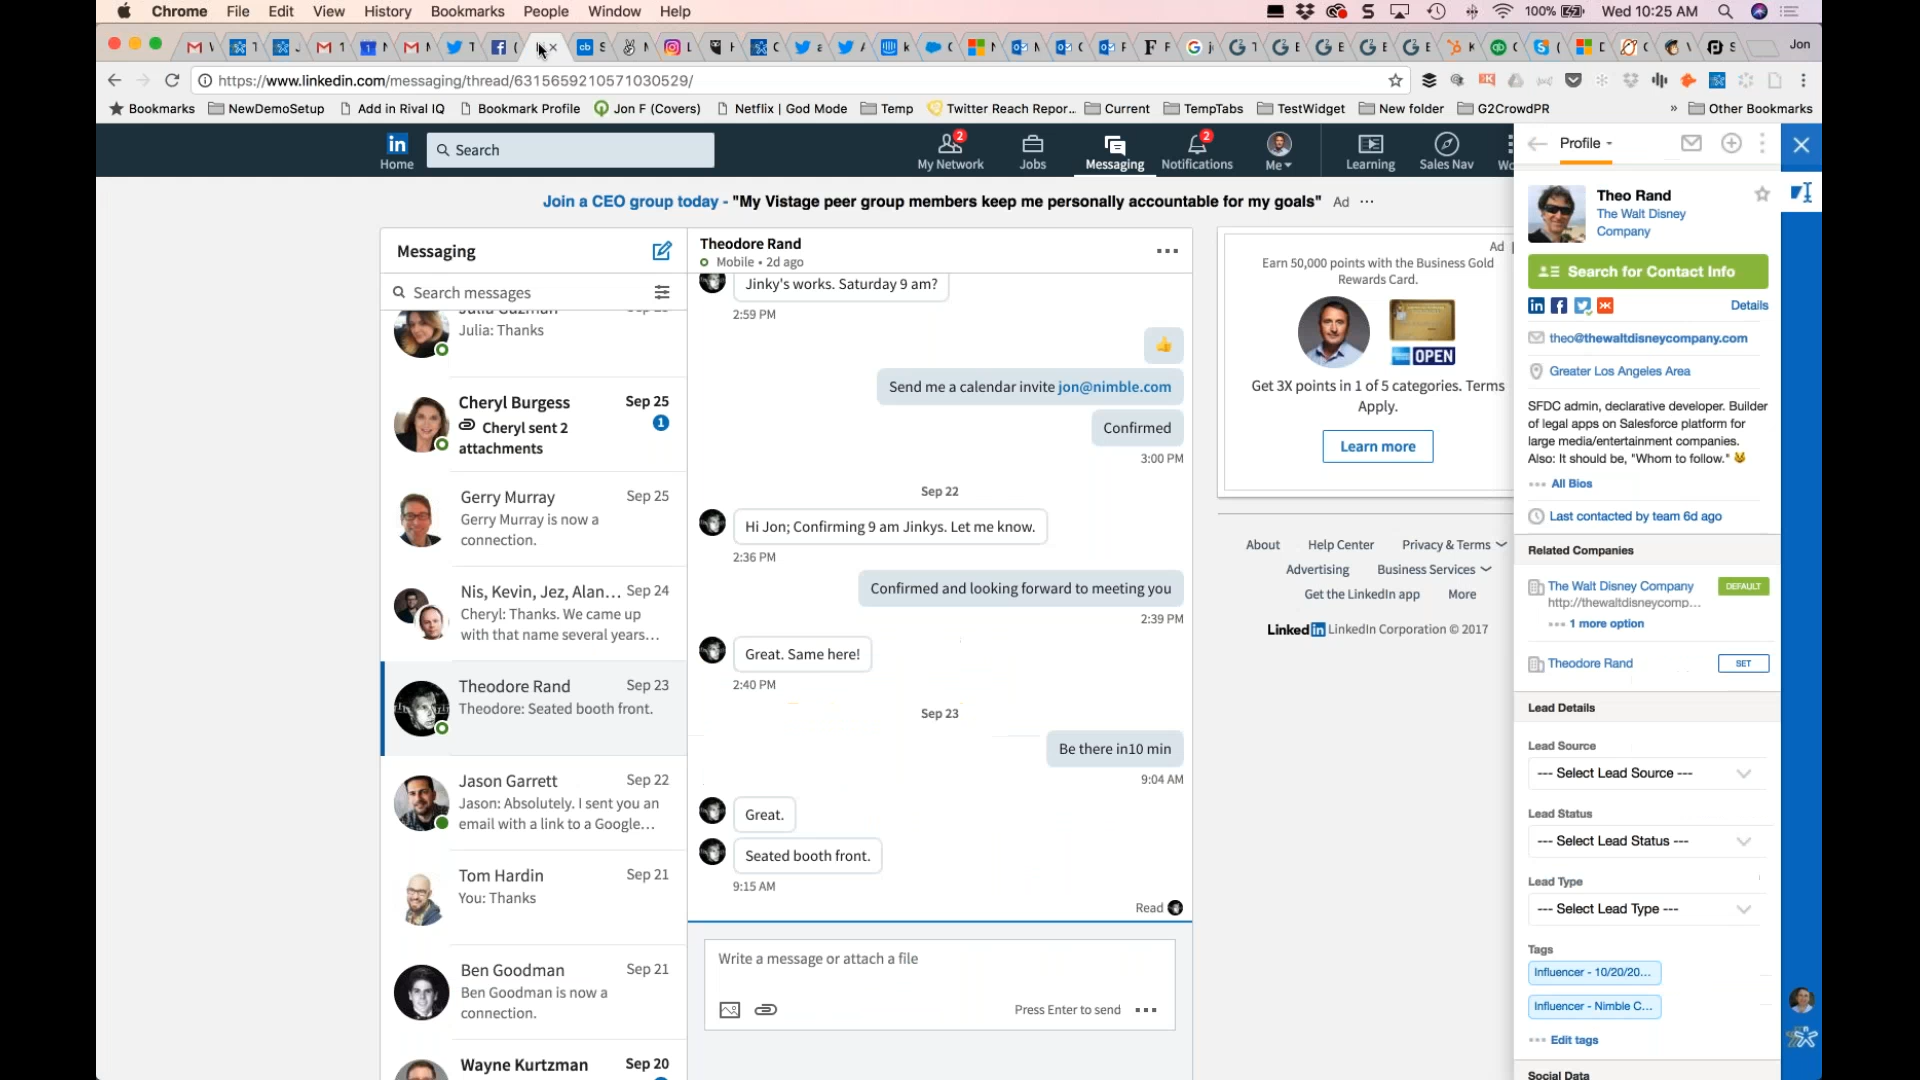 Chrome File Edit View History Bookmarks People Window Help
100% Wed 10:25 AM
Jon
https://www.linkedin.com/messaging/thread/6315659210571030529/
Bookmarks NewDemoSetup Add in Rival IQ Bookmark Profile Jon F (Covers) Netflix | God Mode Temp Twitter Reach Repor... Current TempTabs TestWidget New folder G2CrowdPR » Other Bookmarks
in Search 2 2
Home My Network Jobs Messaging Notifications Me Learning Sales Nav Wo
Join a CEO group today - "My Vistage peer group members keep me personally accountable for my goals" Ad ...
Messaging
Search messages
Julia: Thanks
Cheryl Burgess Sep 25
Cheryl sent 2 1
attachments
Gerry Murray Sep 25
Gerry Murray is now a
connection.
Nis, Kevin, Jez, Alan... Sep 24
Cheryl: Thanks. We came up
with that name several years...
Theodore Rand Sep 23
Theodore: Seated booth front.
Jason Garrett Sep 22
Jason: Absolutely. I sent you an
email with a link to a Google...
Tom Hardin Sep 21
You: Thanks
Ben Goodman Sep 21
Ben Goodman is now a
connection.
Wayne Kurtzman Sep 20
Theodore Rand
Mobile • 2d ago
Jinky's works. Saturday 9 am?
2:59 PM
Send me a calendar invite jon@nimble.com
Confirmed
3:00 PM
Sep 22
Hi Jon; Confirming 9 am Jinkys. Let me know.
2:36 PM
Confirmed and looking forward to meeting you
2:39 PM
Great. Same here!
2:40 PM
Sep 23
Be there in10 min
9:04 AM
Great.
Seated booth front.
9:15 AM
Read
Write a message or attach a file
Press Enter to send
Ad
Earn 50,000 points with the Business Gold
Rewards Card.
OPEN
Get 3X points in 1 of 5 categories. Terms
Apply.
Learn more
About Help Center Privacy & Terms
Advertising Business Services
Get the LinkedIn app More
Linked in LinkedIn Corporation © 2017
Profile
Theo Rand
The Walt Disney
Company
Search for Contact Info
Details
theo@thewaltdisneycompany.com
Greater Los Angeles Area
SFDC admin, declarative developer. Builder
of legal apps on Salesforce platform for
large media/entertainment companies.
Also: It should be, "Whom to follow."
All Bios
Last contacted by team 6d ago
Related Companies
The Walt Disney Company DEFAULT
http://thewaltdisneycomp...
1 more option
Theodore Rand SET
Lead Details
Lead Source
--- Select Lead Source ---
Lead Status
--- Select Lead Status ---
Lead Type
--- Select Lead Type ---
Tags
Influencer - 10/20/20...
Influencer - Nimble C...
Edit tags
Social Data